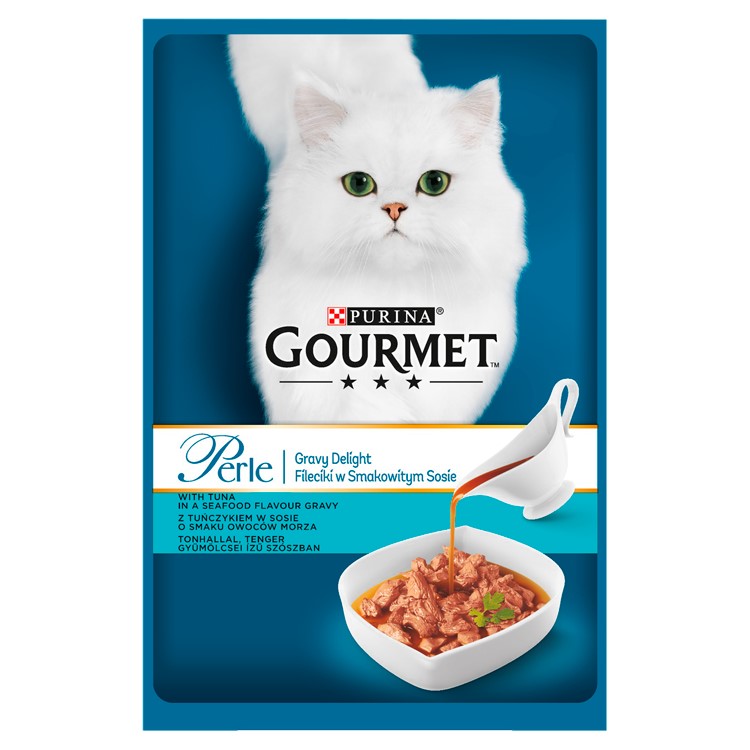 PURINA®
GOURMET™
Perle
Gravy Delight
Fileciki w Smakowitym Sosie
WITH TUNA
IN A SEAFOOD FLAVOUR GRAVY
Z TUŃCZYKIEM W SOSIE
O SMAKU OWOCÓW MORZA
TONHALLAL, TENGER
GYÜMÖLCSEI ÍZŰ SZÓSZBAN